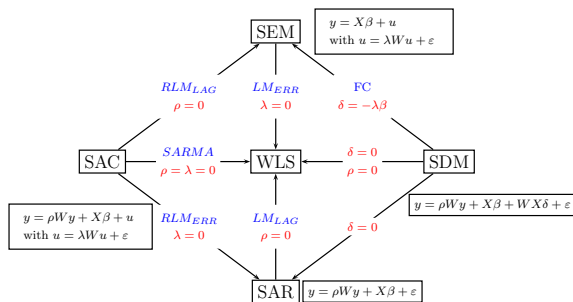 SEM
y = Xβ + u
with u = λWu + ε
RLM_LAG
ρ = 0
LM_ERR
λ = 0
FC
δ = −λβ
SAC
SARMA
ρ = λ = 0
WLS
δ = 0
ρ = 0
SDM
y = ρWy + Xβ + u
with u = λWu + ε
RLM_ERR
λ = 0
LM_LAG
ρ = 0
δ = 0
y = ρWy + Xβ + WXδ + ε
SAR
y = ρWy + Xβ + ε